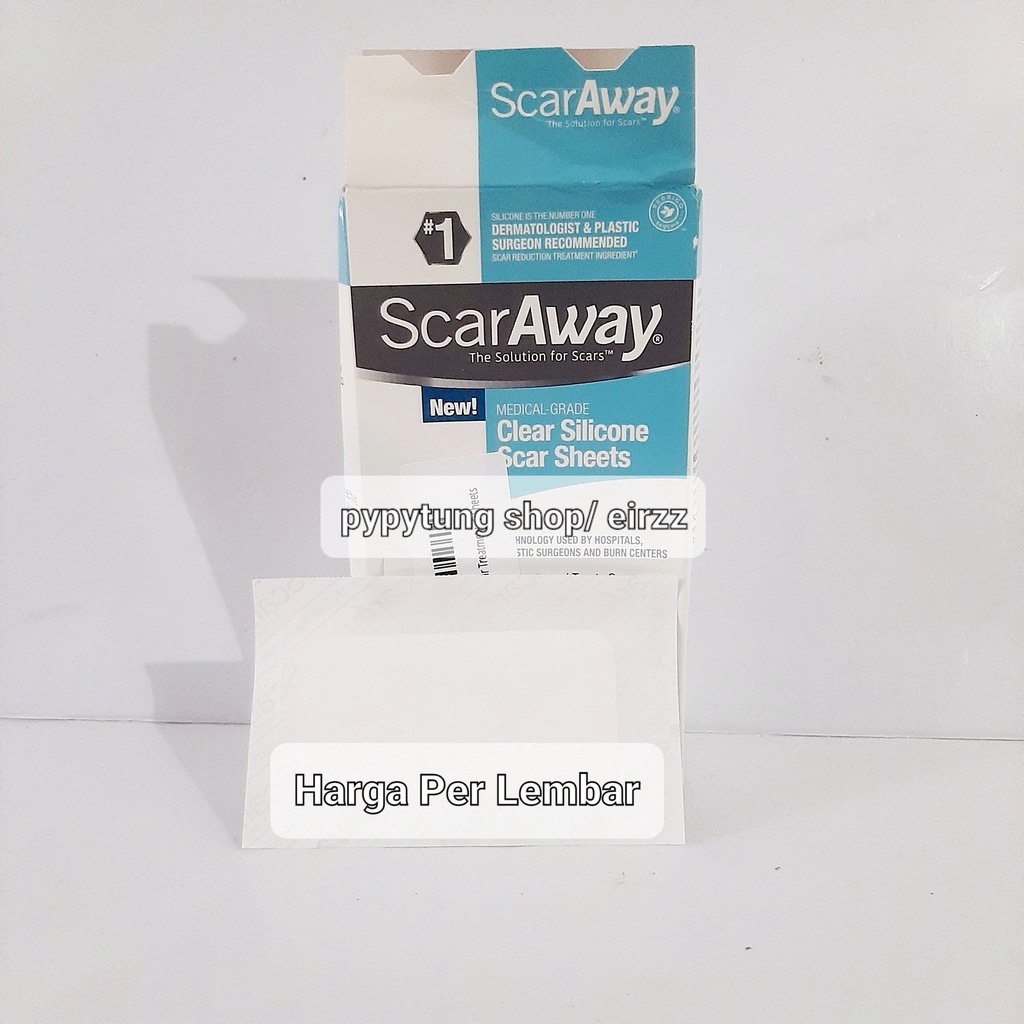 ScarAway®
The Solution for Scars™
#1
SILICONE IS THE NUMBER ONE
DERMATOLOGIST & PLASTIC
SURGEON RECOMMENDED
SCAR REDUCTION TREATMENT INGREDIENT
ScarAway®
The Solution for Scars™
New!
MEDICAL-GRADE
Clear Silicone
Scar Sheets
pypytung shop/ eirzz
HNOLOGY USED BY HOSPITALS,
STIC SURGEONS AND BURN CENTERS
Harga Per Lembar